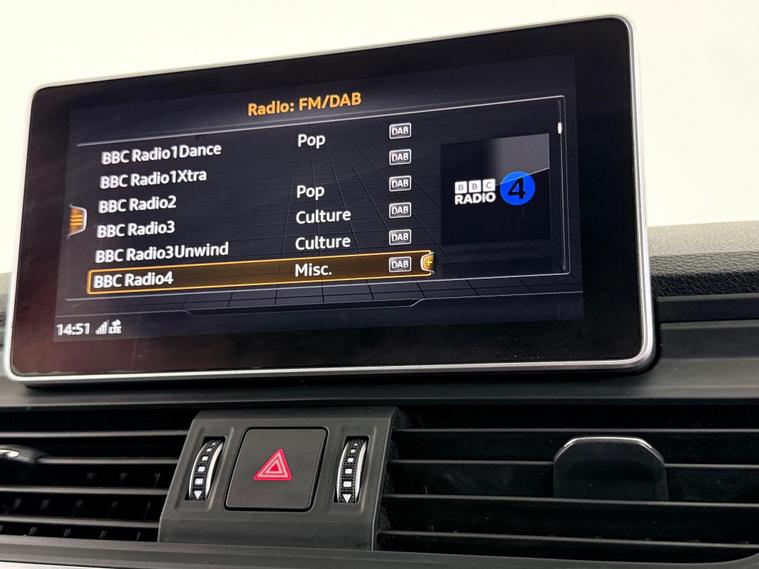 Radio: FM/DAB
BBC Radio1Dance Pop DAB
BBC Radio1Xtra DAB
BBC Radio2 Pop DAB
BBC Radio3 Culture DAB
BBC Radio3Unwind Culture DAB
BBC Radio4 Misc. DAB
BBC
RADIO 4
14:51 LTE